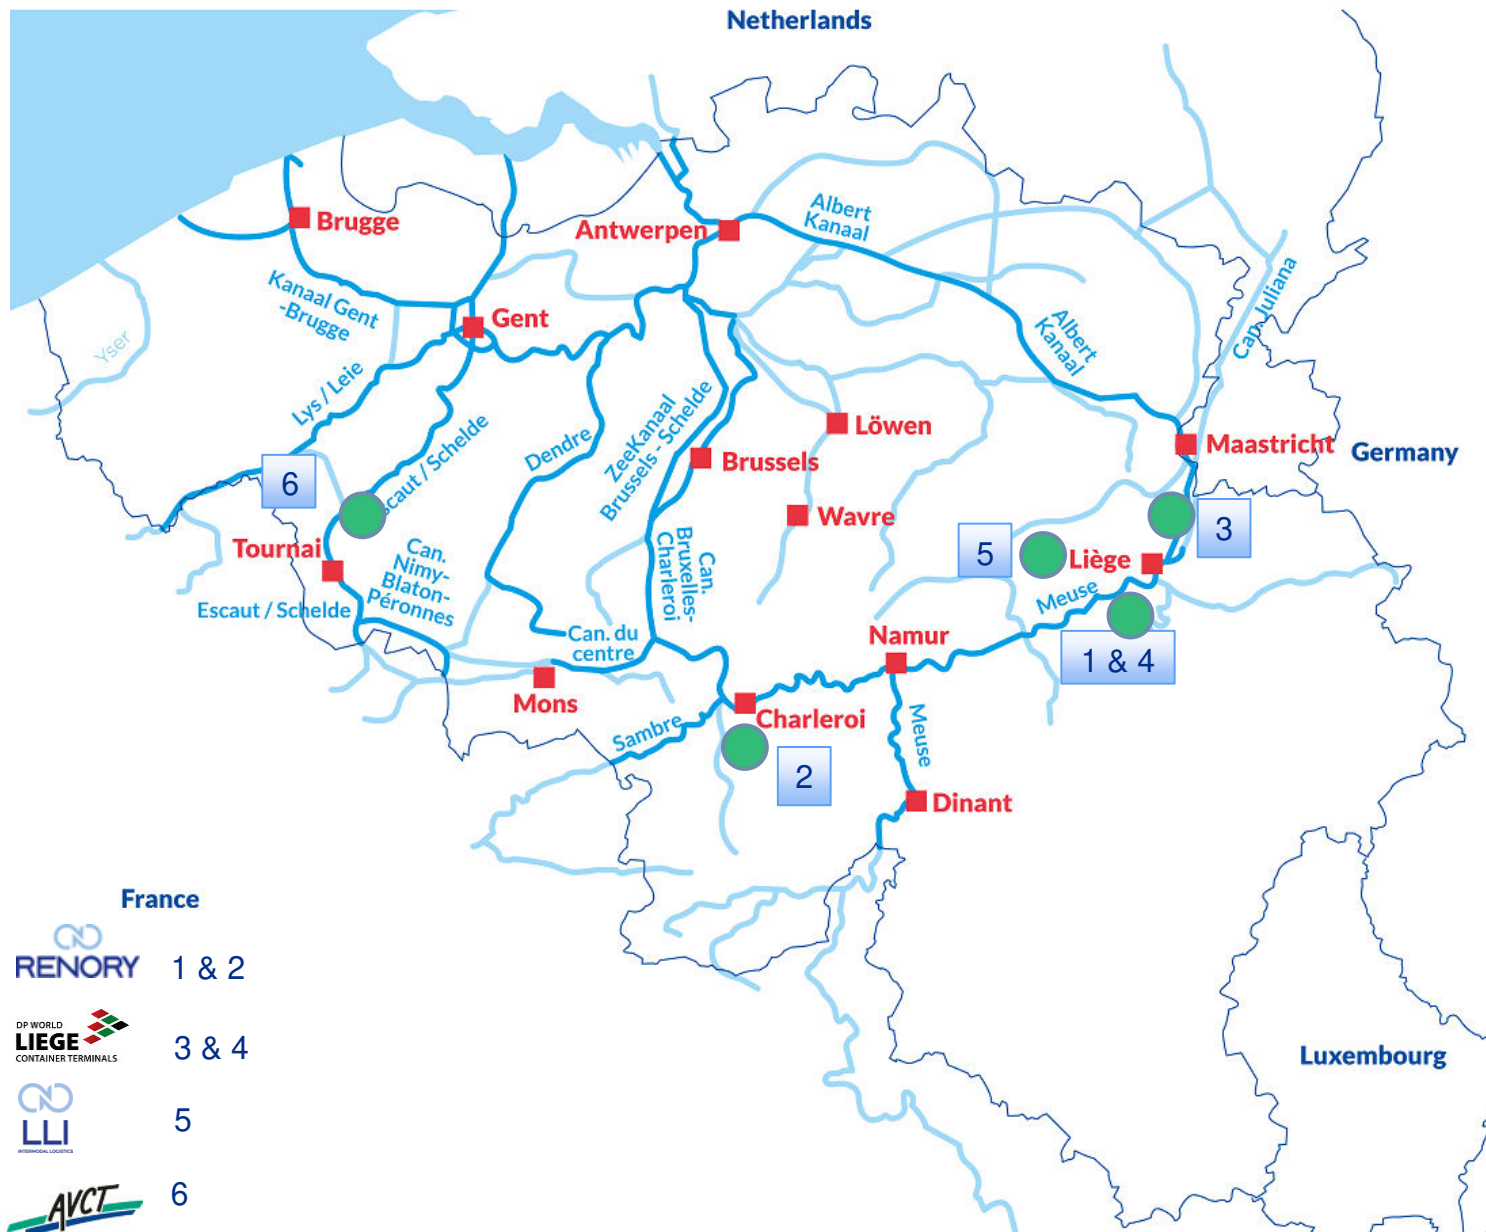 Netherlands
Brugge
Antwerpen
Albert
Kanaal
Kanaal Gent
-Brugge
Gent
Cap. Juliana
Yser
Albert
Kanaal
Lys / Leie
Escaut / Schelde
Dendre
ZeeKanaal
Brussels - Schelde
Löwen
Maastricht
Germany
Brussels
6
Wavre
3
Tournai
5
Liège
Can.
Nimy-
Blaton-
Péronnes
Can.
Bruxelles-
Charleroi
Meuse
Escaut / Schelde
Can. du
centre
Namur
1 & 4
Mons
Charleroi
Sambre
Meuse
2
Dinant
France
RENORY
1 & 2
DP WORLD
LIEGE
CONTAINER TERMINALS
3 & 4
Luxembourg
LLI
INTERMODAL LOGISTICS
5
AVCT
6